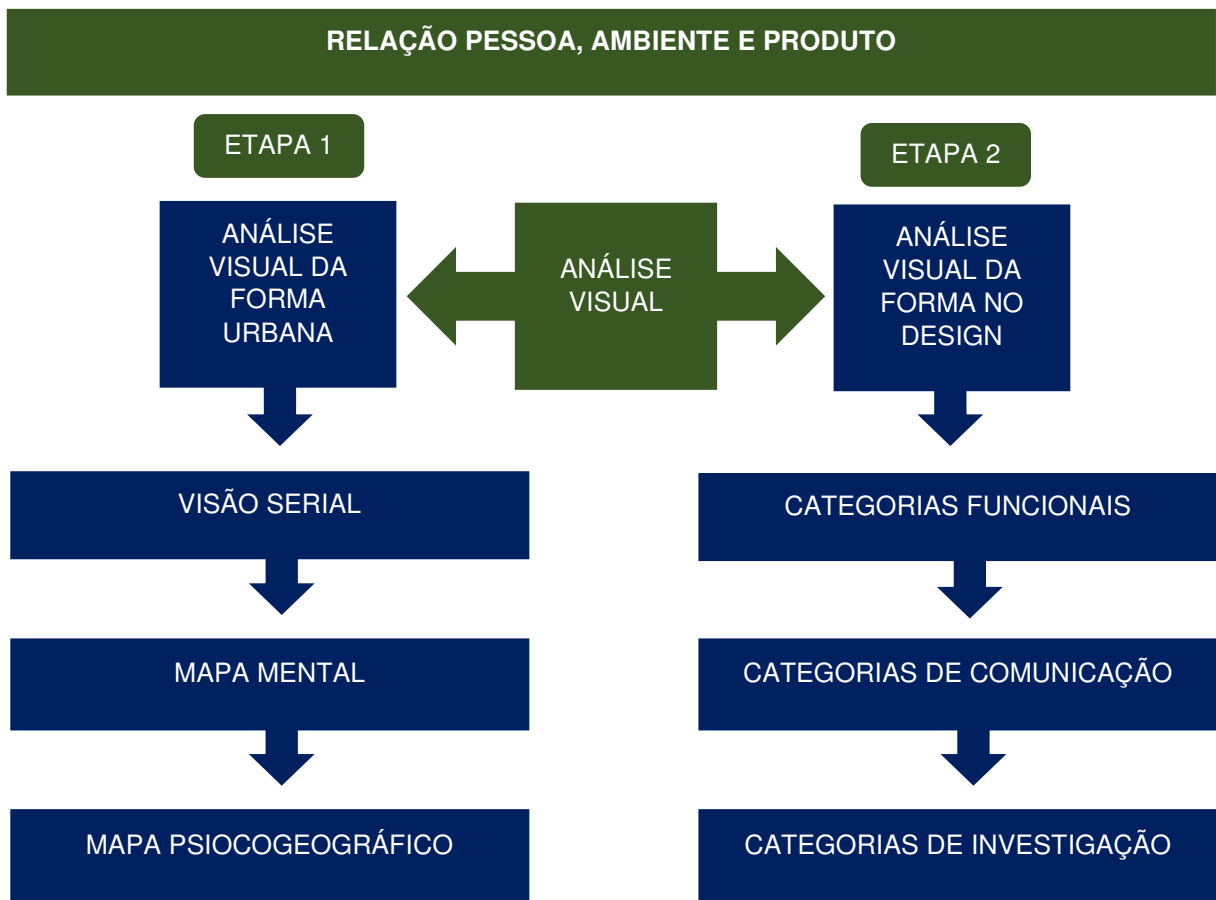 RELAÇÃO PESSOA, AMBIENTE E PRODUTO
ETAPA 1
ETAPA 2
ANÁLISE
VISUAL DA
FORMA
URBANA
ANÁLISE
VISUAL
ANÁLISE
VISUAL DA
FORMA NO
DESIGN
VISÃO SERIAL
CATEGORIAS FUNCIONAIS
MAPA MENTAL
CATEGORIAS DE COMUNICAÇÃO
MAPA PSIOCOGEOGRÁFICO
CATEGORIAS DE INVESTIGAÇÃO